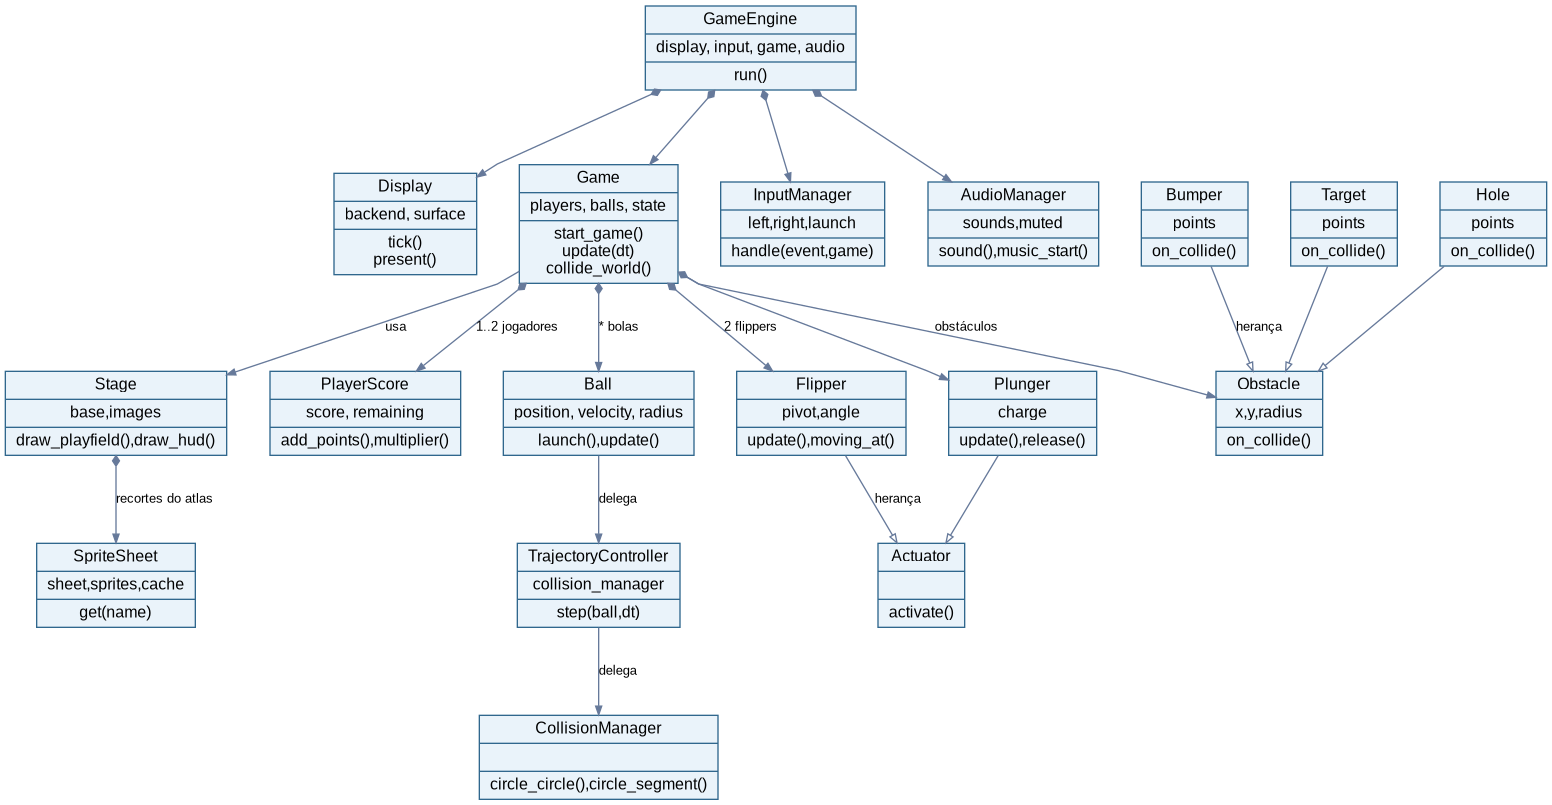 GameEngine
display, input, game, audio
run()
Display
backend, surface
tick()
present()
Game
players, balls, state
start_game()
update(dt)
collide_world()
InputManager
left,right,launch
handle(event,game)
AudioManager
sounds,muted
sound(),music_start()
Bumper
points
on_collide()
Target
points
on_collide()
Hole
points
on_collide()
usa
1..2 jogadores
* bolas
2 flippers
obstáculos
herança
Stage
base,images
draw_playfield(),draw_hud()
PlayerScore
score, remaining
add_points(),multiplier()
Ball
position, velocity, radius
launch(),update()
Flipper
pivot,angle
update(),moving_at()
Plunger
charge
update(),release()
Obstacle
x,y,radius
on_collide()
recortes do atlas
delega
herança
SpriteSheet
sheet,sprites,cache
get(name)
TrajectoryController
collision_manager
step(ball,dt)
Actuator
activate()
delega
CollisionManager
circle_circle(),circle_segment()